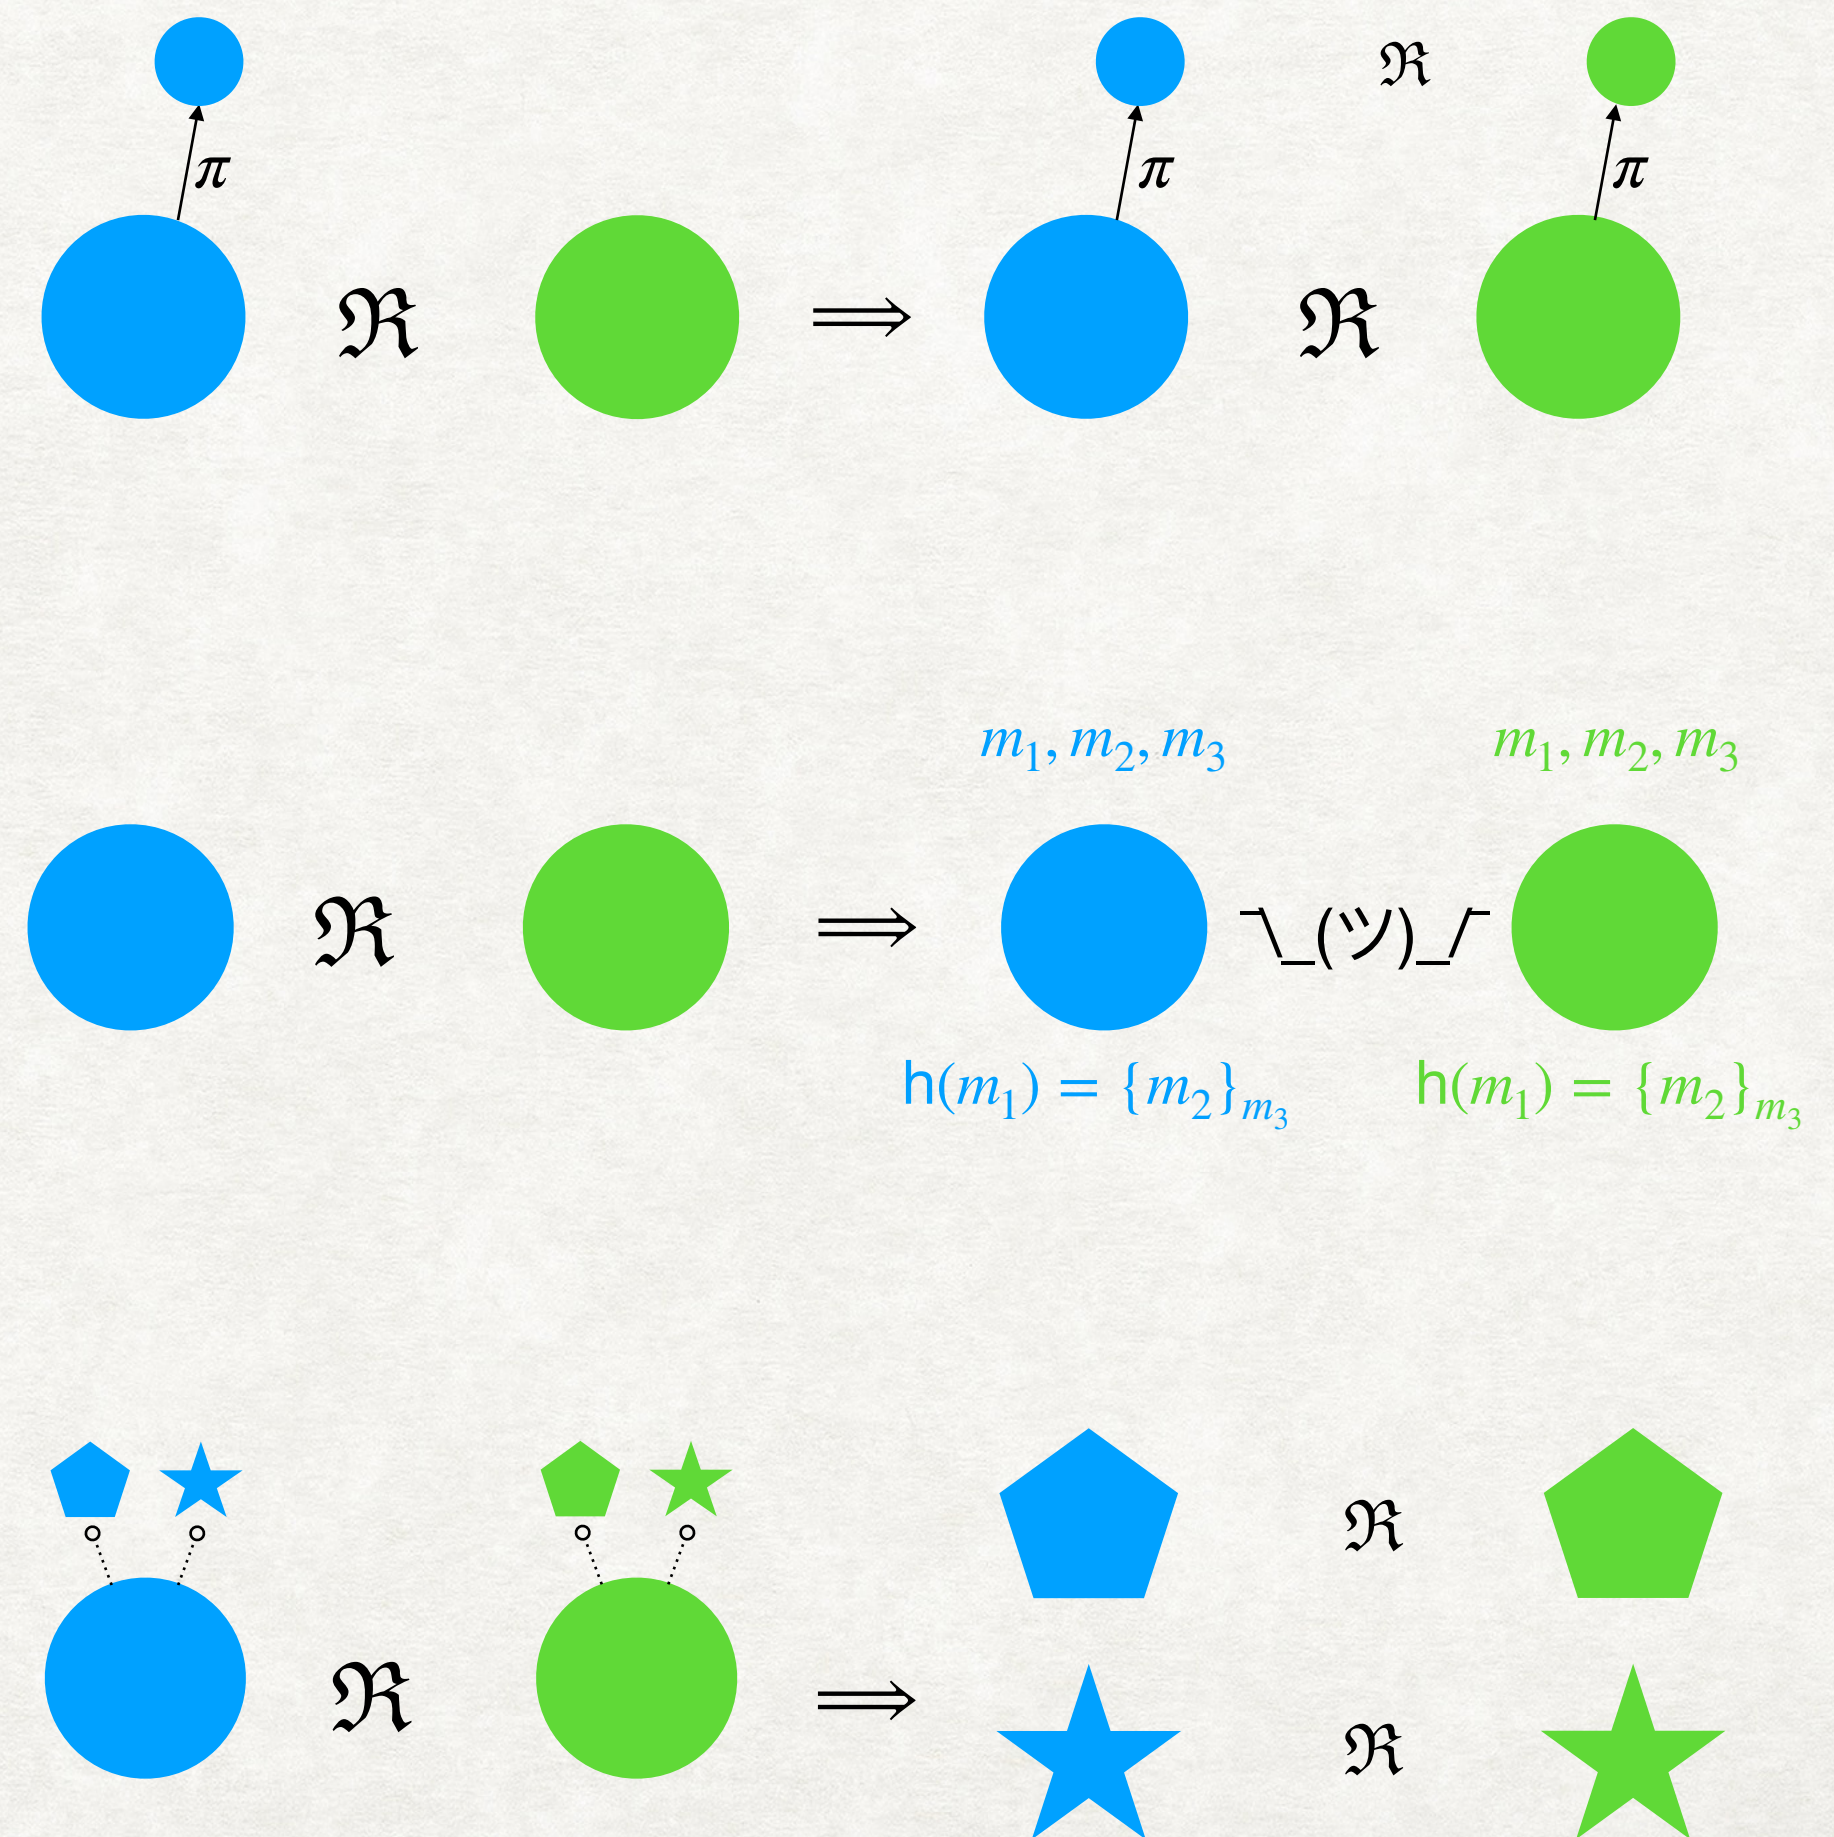 ℜ
π π π
ℜ ⟹ ℜ
m₁, m₂, m₃ m₁, m₂, m₃
ℜ ⟹ ¯\_(ツ)_/¯
h(m₁) = {m₂}ₘ₃ h(m₁) = {m₂}ₘ₃
ℜ
ℜ ⟹
ℜ